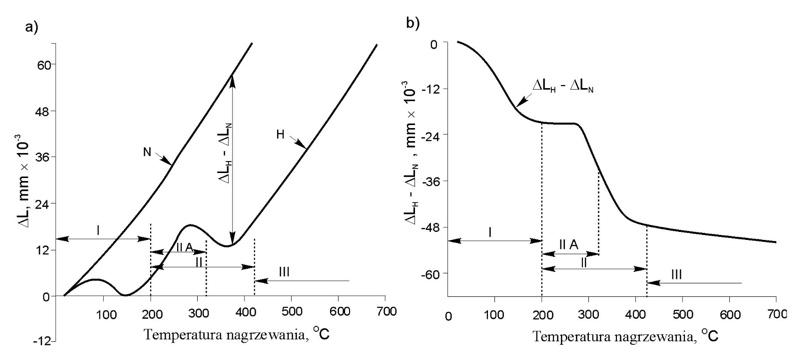 a)
ΔL, mm × 10⁻³
60
48
36
24
12
0
-12
N
H
ΔL_H - ΔL_N
I
II A
II
III
0 100 200 300 400 500 600 700
Temperatura nagrzewania, °C
b)
ΔL_H - ΔL_N , mm × 10⁻³
0
-12
-24
-36
-48
-60
ΔL_H - ΔL_N
I
II A
II
III
0 100 200 300 400 500 600 700
Temperatura nagrzewania, °C